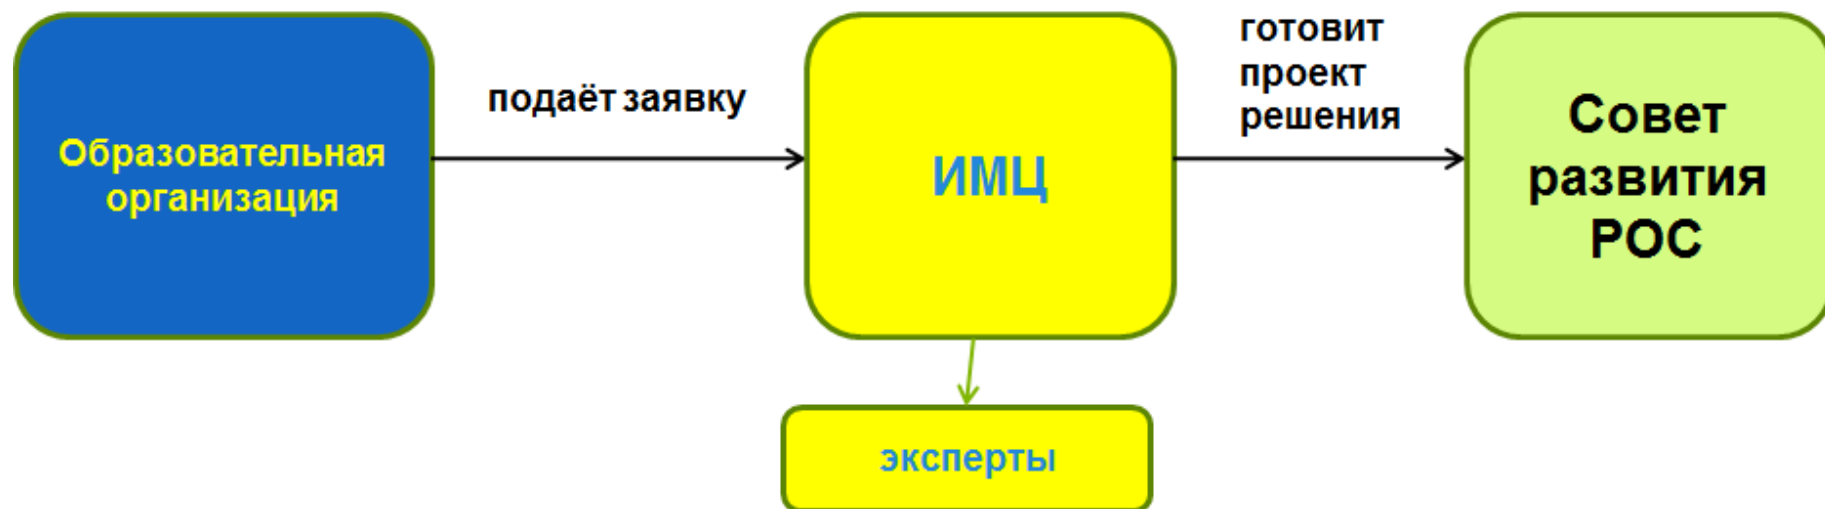 Образовательная
организация
подаёт заявку
ИМЦ
готовит
проект
решения
Совет
развития
РОС
эксперты